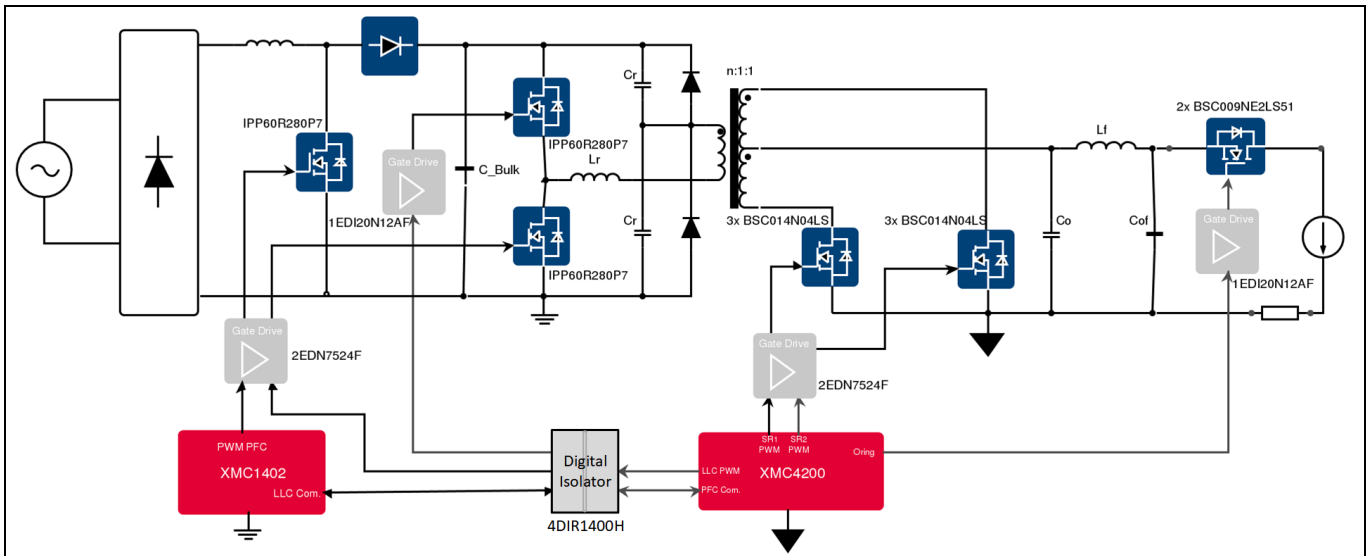 n:1:1
Cr
2x BSC009NE2LS51
IPP60R280P7
IPP60R280P7
Lf
Gate Drive
Lr
C_Bulk
1EDI20N12AF
Cr
3x BSC014N04LS
3x BSC014N04LS
Co
Cof
Gate Drive
IPP60R280P7
1EDI20N12AF
Gate Drive
2EDN7524F
Gate Drive
2EDN7524F
PWM PFC
XMC1402
LLC Com.
Digital
Isolator
4DIR1400H
SR1
PWM
SR2
PWM
Oring
LLC PWM
XMC4200
PFC Com.